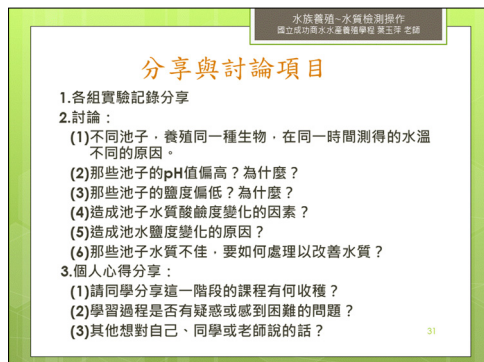 水族養殖~水質檢測操作
國立成功商水水產養殖學程 葉玉萍 老師
分享與討論項目
1.各組實驗記錄分享
2.討論：
(1)不同池子，養殖同一種生物，在同一時間測得的水溫
不同的原因。
(2)那些池子的pH值偏高？為什麼？
(3)那些池子的鹽度偏低？為什麼？
(4)造成池子水質酸鹼度變化的因素？
(5)造成池水鹽度變化的原因？
(6)那些池子水質不佳，要如何處理以改善水質？
3.個人心得分享：
(1)請同學分享這一階段的課程有何收穫？
(2)學習過程是否有疑惑或感到困難的問題？
(3)其他想對自己、同學或老師說的話？
31